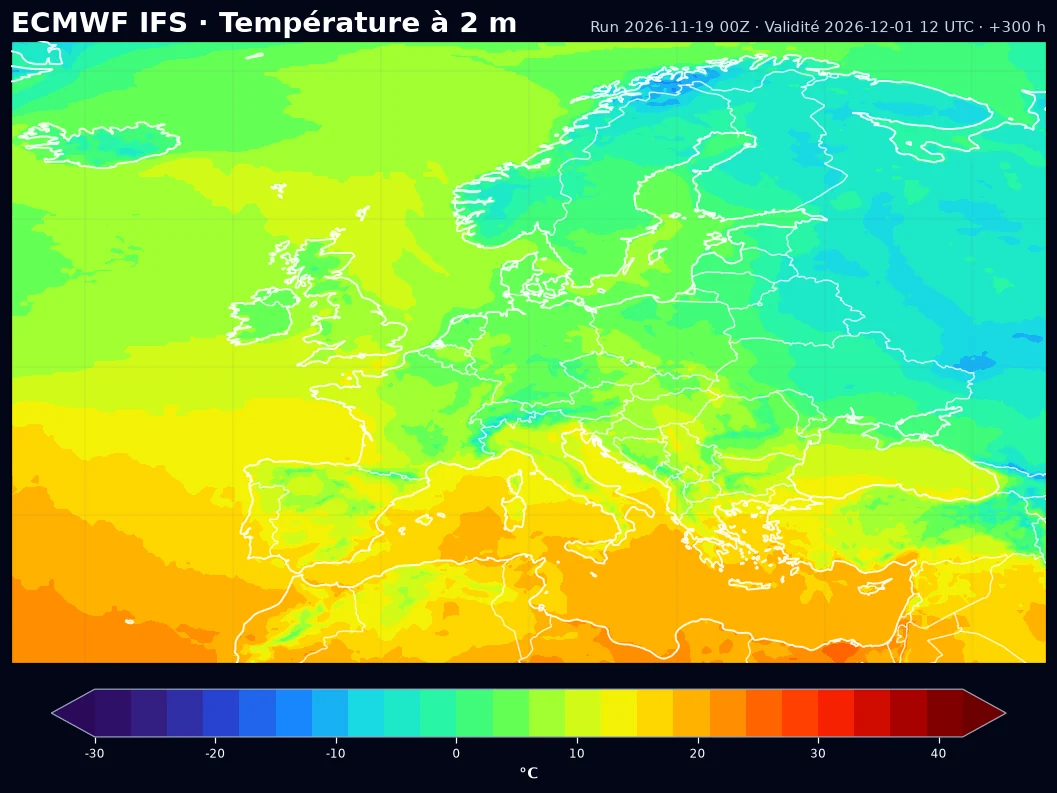 ECMWF IFS · Température à 2 m
Run 2026-11-19 00Z · Validité 2026-12-01 12 UTC · +300 h
-30 -20 -10 0 10 20 30 40
°C